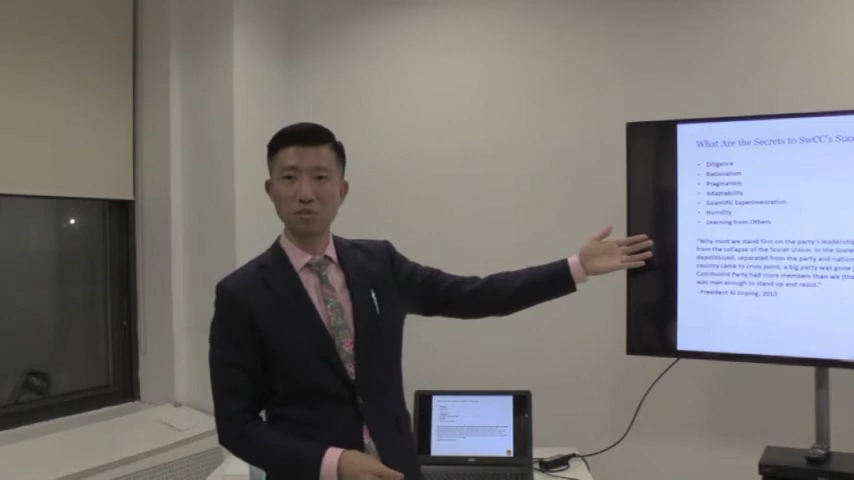 What Are the Secrets to SwCC's Suc
• Diligence
• Rationalism
• Pragmatism
• Adaptability
• Scientific Experimentation
• Humility
• Learning from Others
"Why must we stand firm on the party's leadership
from the collapse of the Soviet Union. In the Soviet
depoliticized, separated from the party and nation
country came to crisis point, a big party was gone
Communist Party had more members than we
was man enough to stand up and resist."
- President Xi Jinping, 2013